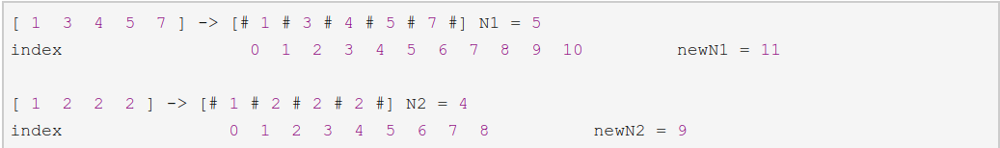 [ 1 3 4 5 7 ] -> [# 1 # 3 # 4 # 5 # 7 #] N1 = 5
index 0 1 2 3 4 5 6 7 8 9 10 newN1 = 11
[ 1 2 2 2 ] -> [# 1 # 2 # 2 # 2 #] N2 = 4
index 0 1 2 3 4 5 6 7 8 newN2 = 9